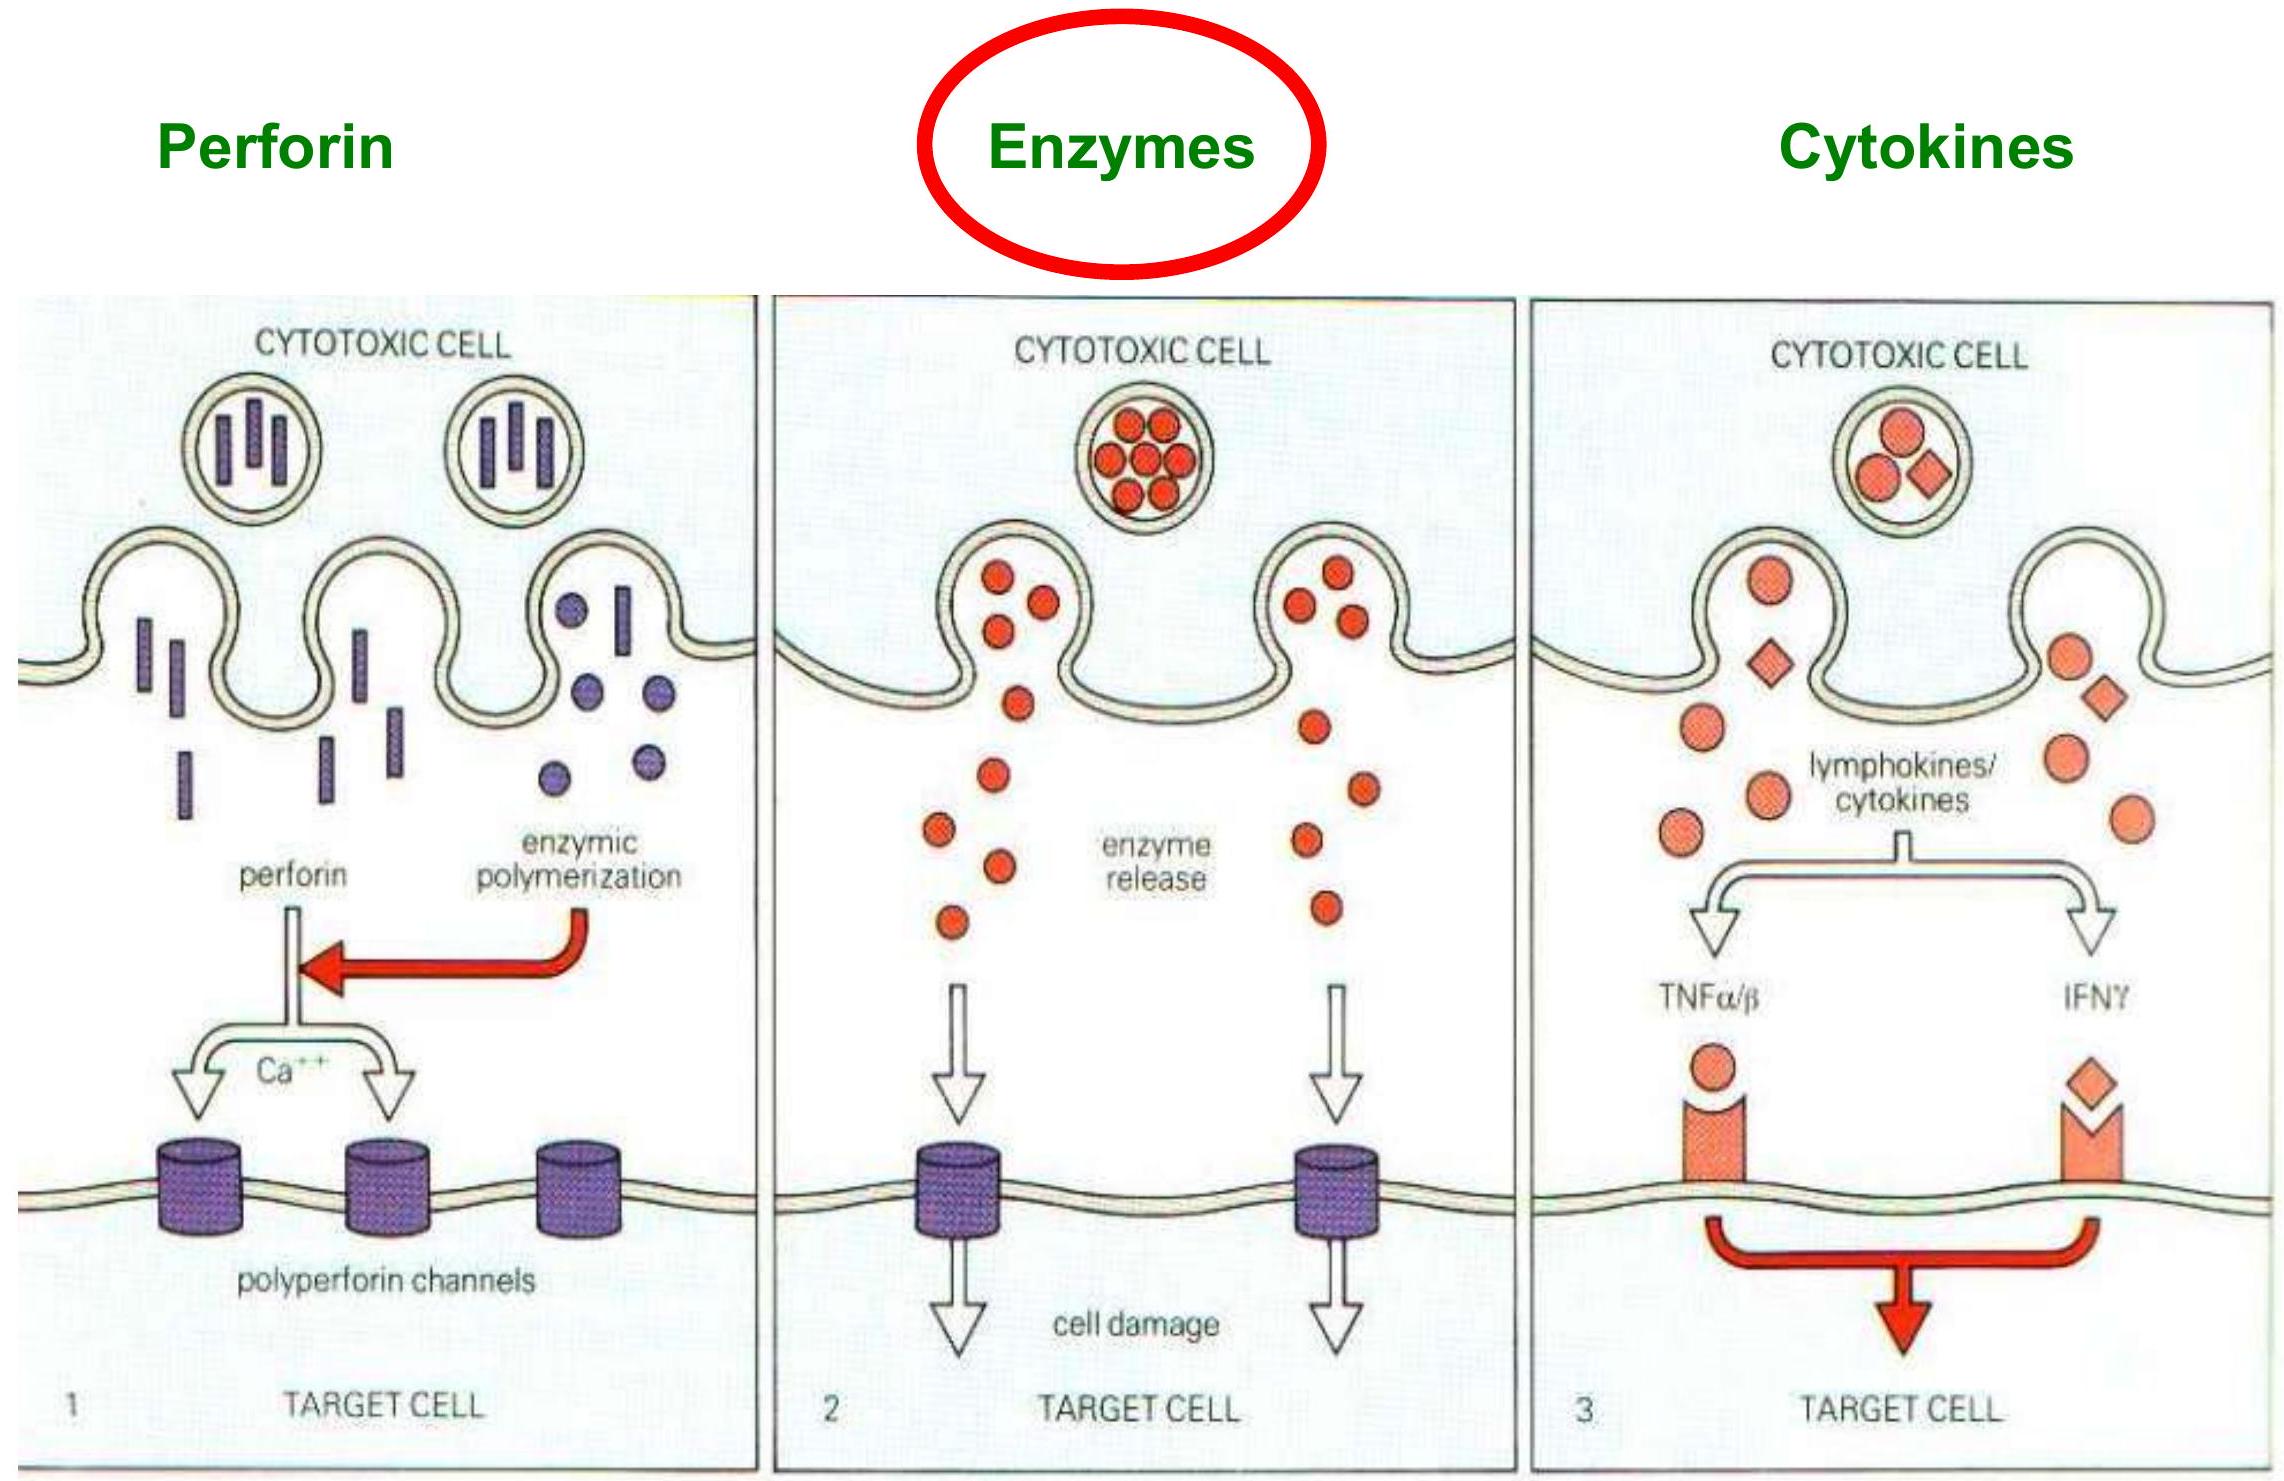 Perforin
Enzymes
Cytokines
CYTOTOXIC CELL
perforin
enzymic
polymerization
Ca++
polyperforin channels
1
TARGET CELL
CYTOTOXIC CELL
enzyme
release
cell damage
2
TARGET CELL
CYTOTOXIC CELL
lymphokines/
cytokines
TNFα/β
IFNγ
3
TARGET CELL